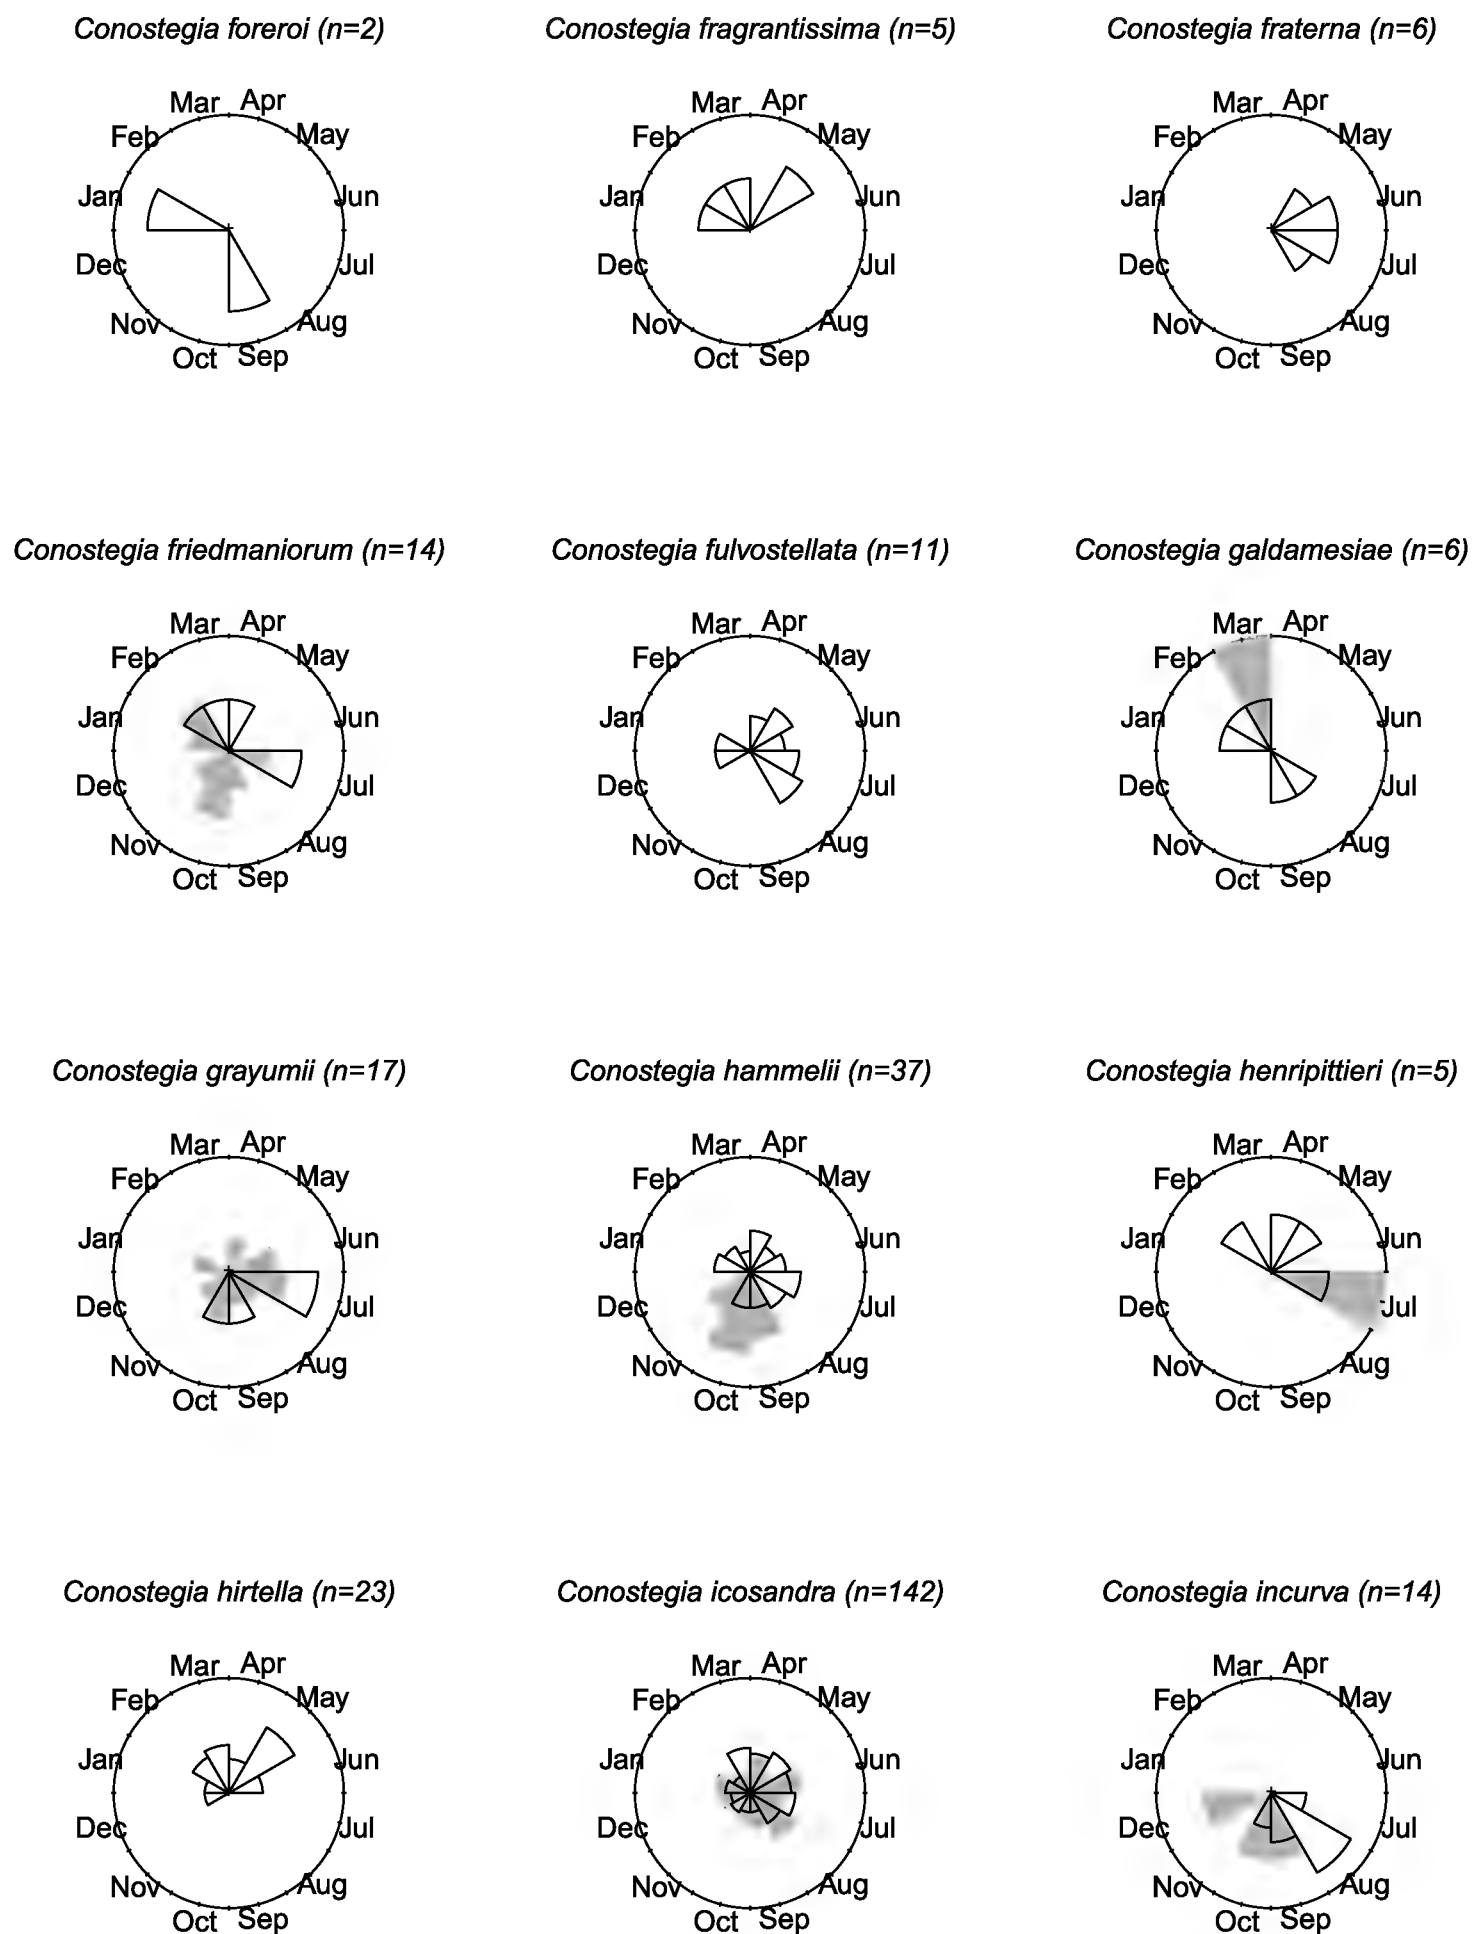 Conostegia foreroi (n=2)
Mar Apr
Feb May
Jan Jun
Dec Jul
Nov Aug
Oct Sep
Conostegia fragrantissima (n=5)
Mar Apr
Feb May
Jan Jun
Dec Jul
Nov Aug
Oct Sep
Conostegia fraterna (n=6)
Mar Apr
Feb May
Jan Jun
Dec Jul
Nov Aug
Oct Sep
Conostegia friedmaniorum (n=14)
Mar Apr
Feb May
Jan Jun
Dec Jul
Nov Aug
Oct Sep
Conostegia fulvostellata (n=11)
Mar Apr
Feb May
Jan Jun
Dec Jul
Nov Aug
Oct Sep
Conostegia galdamesiae (n=6)
Mar Apr
Feb May
Jan Jun
Dec Jul
Nov Aug
Oct Sep
Conostegia grayumii (n=17)
Mar Apr
Feb May
Jan Jun
Dec Jul
Nov Aug
Oct Sep
Conostegia hammelii (n=37)
Mar Apr
Feb May
Jan Jun
Dec Jul
Nov Aug
Oct Sep
Conostegia henripittieri (n=5)
Mar Apr
Feb May
Jan Jun
Dec Jul
Nov Aug
Oct Sep
Conostegia hirtella (n=23)
Mar Apr
Feb May
Jan Jun
Dec Jul
Nov Aug
Oct Sep
Conostegia icosandra (n=142)
Mar Apr
Feb May
Jan Jun
Dec Jul
Nov Aug
Oct Sep
Conostegia incurva (n=14)
Mar Apr
Feb May
Jan Jun
Dec Jul
Nov Aug
Oct Sep